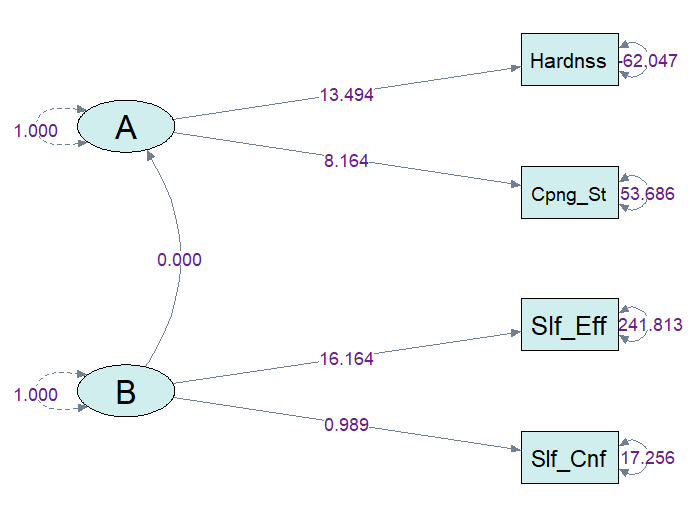 Hardnss
-62.047
13.494
A
1.000
8.164
Cpng_St
53.686
0.000
Slf_Eff
241.813
16.164
B
1.000
0.989
Slf_Cnf
17.256